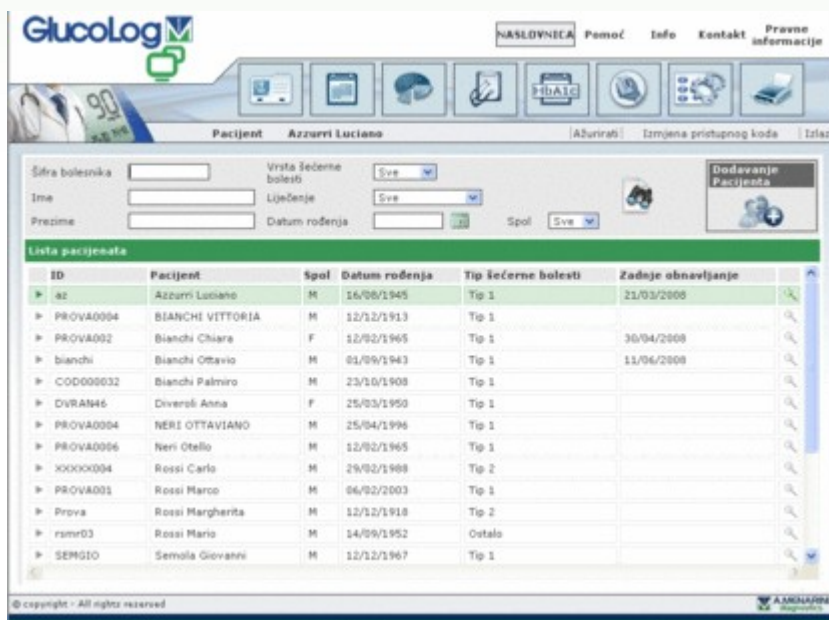 GlucoLog
NASLOVNICA Pomoć Info Kontakt Pravne informacije
HbA1c
Pacijent Azzurri Luciano Ažurirati Izmjena pristupnog koda Izlaz
Šifra bolesnika Vrsta šećerne bolesti Sve
Ime Liječenje Sve
Prezime Datum rođenja Spol Sve
Dodavanje Pacijenta
Lista pacijenata
ID Pacijent Spol Datum rođenja Tip šećerne bolesti Zadnje obnavljanje
az Azzurri Luciano M 16/08/1945 Tip 1 21/03/2008
PROVA0004 BIANCHI VITTORIA M 12/12/1913 Tip 1
PROVA002 Bianchi Chiara F 12/02/1965 Tip 1 30/04/2008
bianchi Bianchi Ottavio M 01/09/1943 Tip 1 11/06/2008
COD000032 Bianchi Palmiro M 23/10/1908 Tip 1
DVRAN46 Diveroli Anna F 25/03/1950 Tip 1
PROVA0004 NERI OTTAVIANO M 25/04/1996 Tip 1
PROVA0006 Neri Otello M 12/02/1965 Tip 1
XXXXX004 Rossi Carlo M 29/02/1988 Tip 2
PROVA001 Rossi Marco M 06/02/2003 Tip 1
Prova Rossi Margherita M 12/12/1918 Tip 2
rsmr03 Rossi Mario M 14/09/1952 Ostalo
SEMGIO Semola Giovanni M 12/12/1967 Tip 1
© copyright - All rights reserved
A.MENARINI
diagnostics